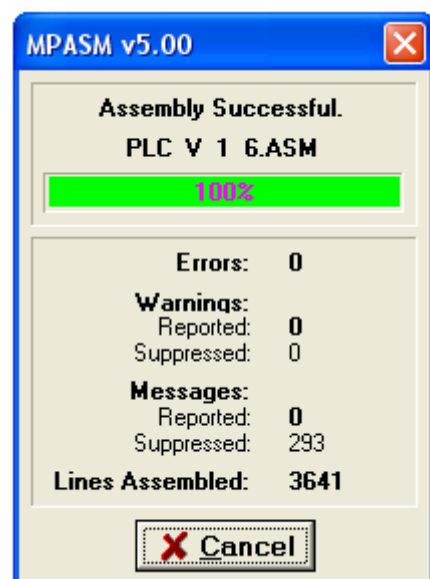 MPASM v5.00
Assembly Successful.
PLC V 1 6.ASM
100%
Errors: 0
Warnings:
Reported: 0
Suppressed: 0
Messages:
Reported: 0
Suppressed: 293
Lines Assembled: 3641
Cancel